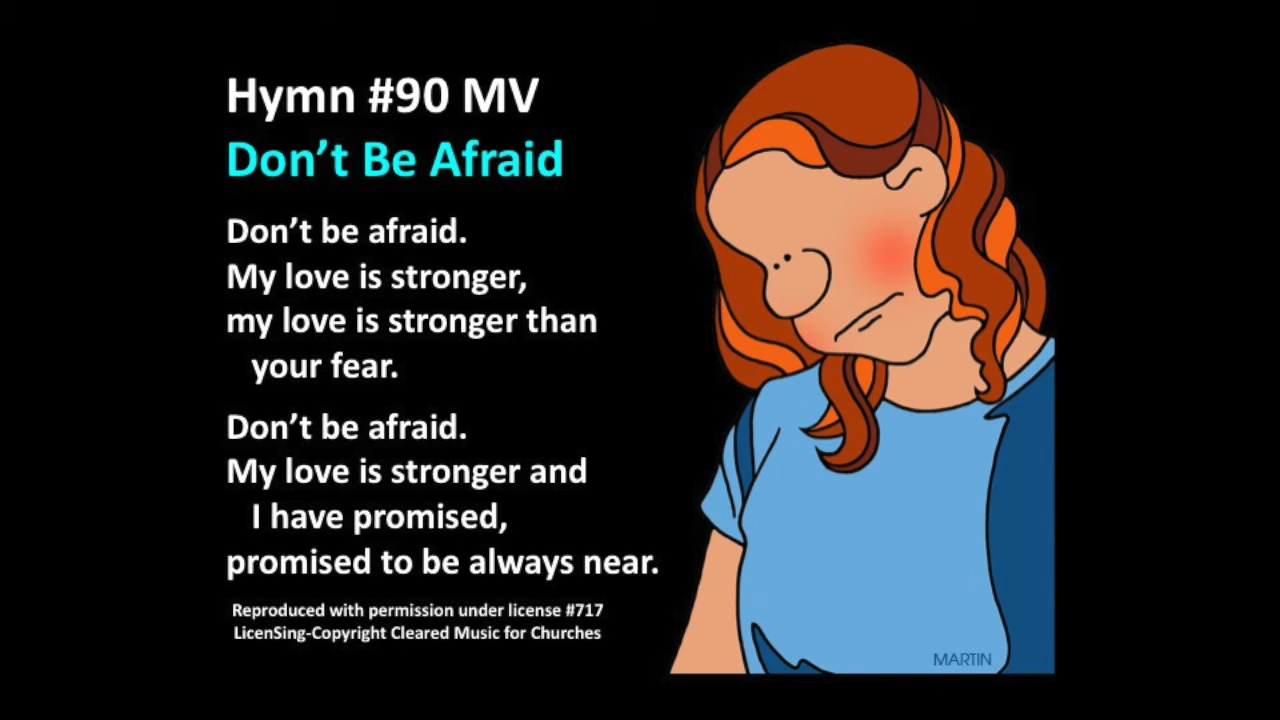 Hymn #90 MV
Don't Be Afraid
Don't be afraid.
My love is stronger,
my love is stronger than
your fear.
Don't be afraid.
My love is stronger and
I have promised,
promised to be always near.
Reproduced with permission under license #717
LicenSing-Copyright Cleared Music for Churches
MARTIN